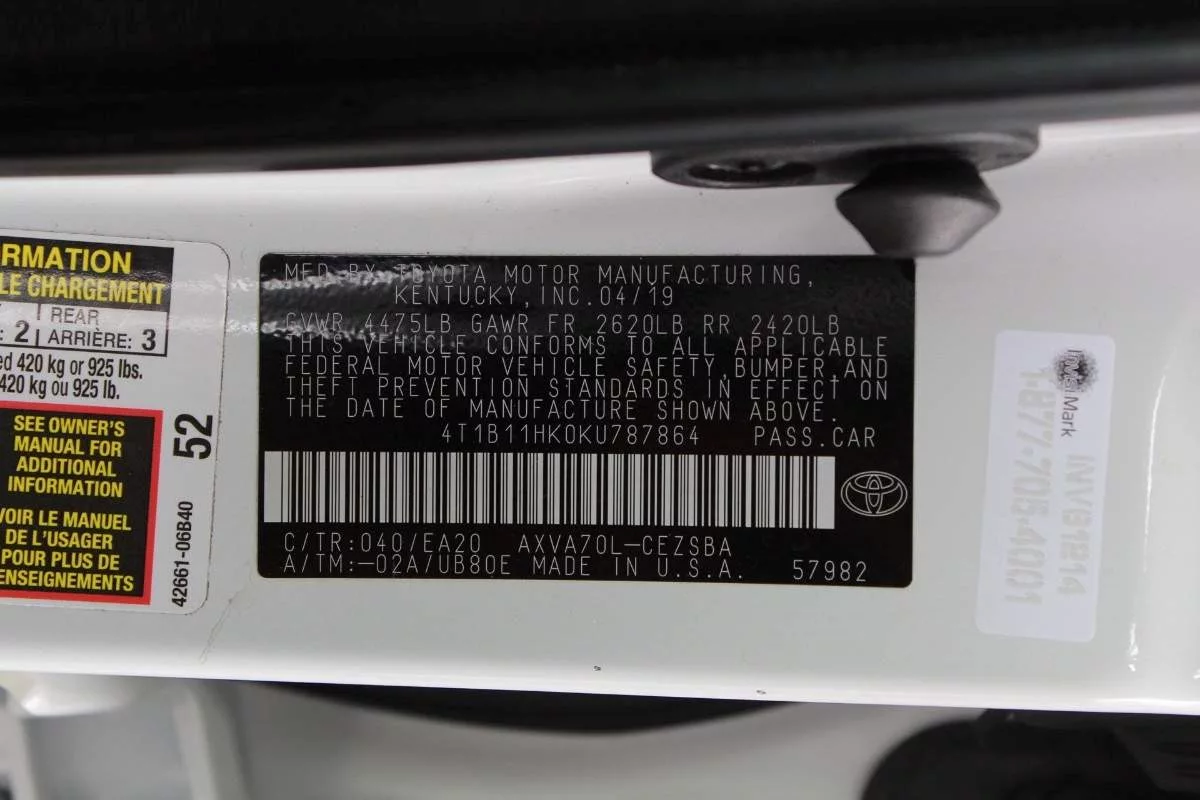 RMATION
LE CHARGEMENT
: 2 REAR ARRIÈRE: 3
ed 420 kg or 925 lbs.
420 kg ou 925 lb.
SEE OWNER'S
MANUAL FOR
ADDITIONAL
INFORMATION
VOIR LE MANUEL
DE L'USAGER
POUR PLUS DE
ENSEIGNEMENTS
52
42661-06B40
MFD BY TOYOTA MOTOR MANUFACTURING,
KENTUCKY, INC. 04/19
GVWR 4475LB GAWR FR 2620LB RR 2420LB
THIS VEHICLE CONFORMS TO ALL APPLICABLE
FEDERAL MOTOR VEHICLE SAFETY, BUMPER, AND
THEFT PREVENTION STANDARDS IN EFFECT ON
THE DATE OF MANUFACTURE SHOWN ABOVE.
4T1B11HK0KU787864 PASS.CAR
C/TR:040/EA20 AXVA70L-CEZSBA
A/TM:-02A/UB80E MADE IN U.S.A. 57982
Mark
1-877-705-4001